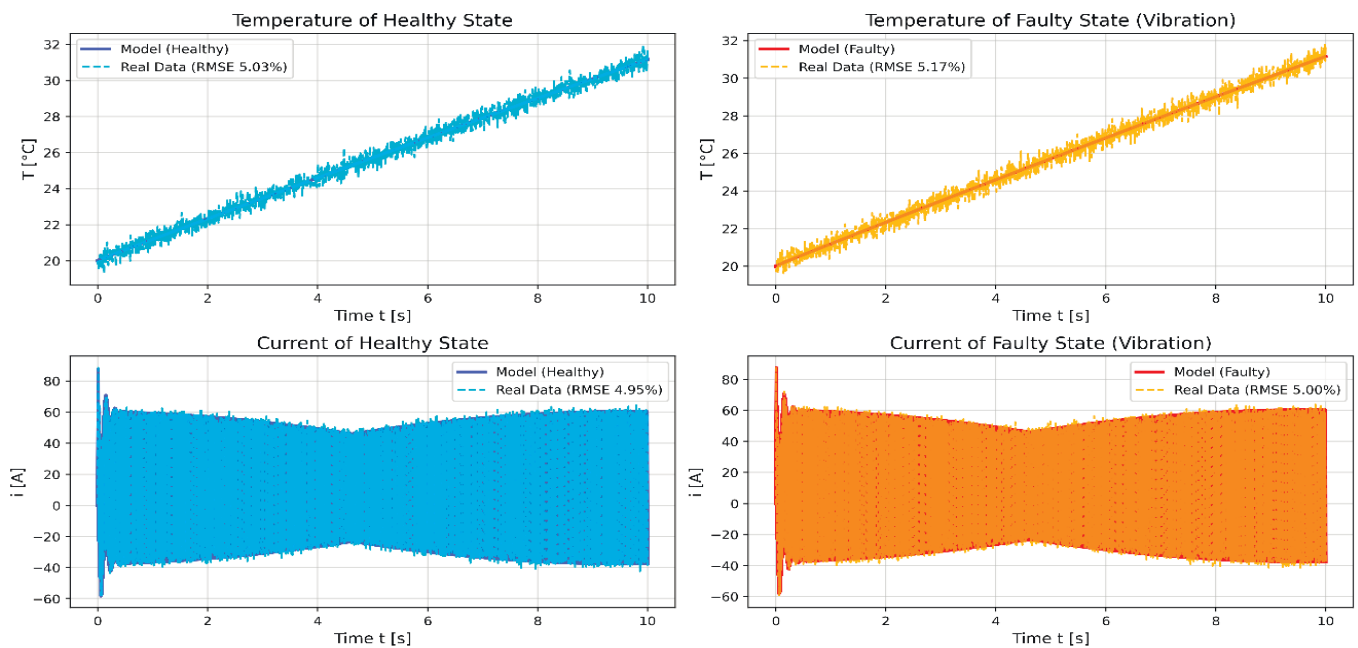 Temperature of Healthy State
T [°C]
32
30
28
26
24
22
20
Model (Healthy)
Real Data (RMSE 5.03%)
0 2 4 6 8 10
Time t [s]
Temperature of Faulty State (Vibration)
T [°C]
32
30
28
26
24
22
20
Model (Faulty)
Real Data (RMSE 5.17%)
0 2 4 6 8 10
Time t [s]
Current of Healthy State
i [A]
80
60
40
20
0
−20
−40
−60
Model (Healthy)
Real Data (RMSE 4.95%)
0 2 4 6 8 10
Time t [s]
Current of Faulty State (Vibration)
i [A]
80
60
40
20
0
−20
−40
−60
Model (Faulty)
Real Data (RMSE 5.00%)
0 2 4 6 8 10
Time t [s]